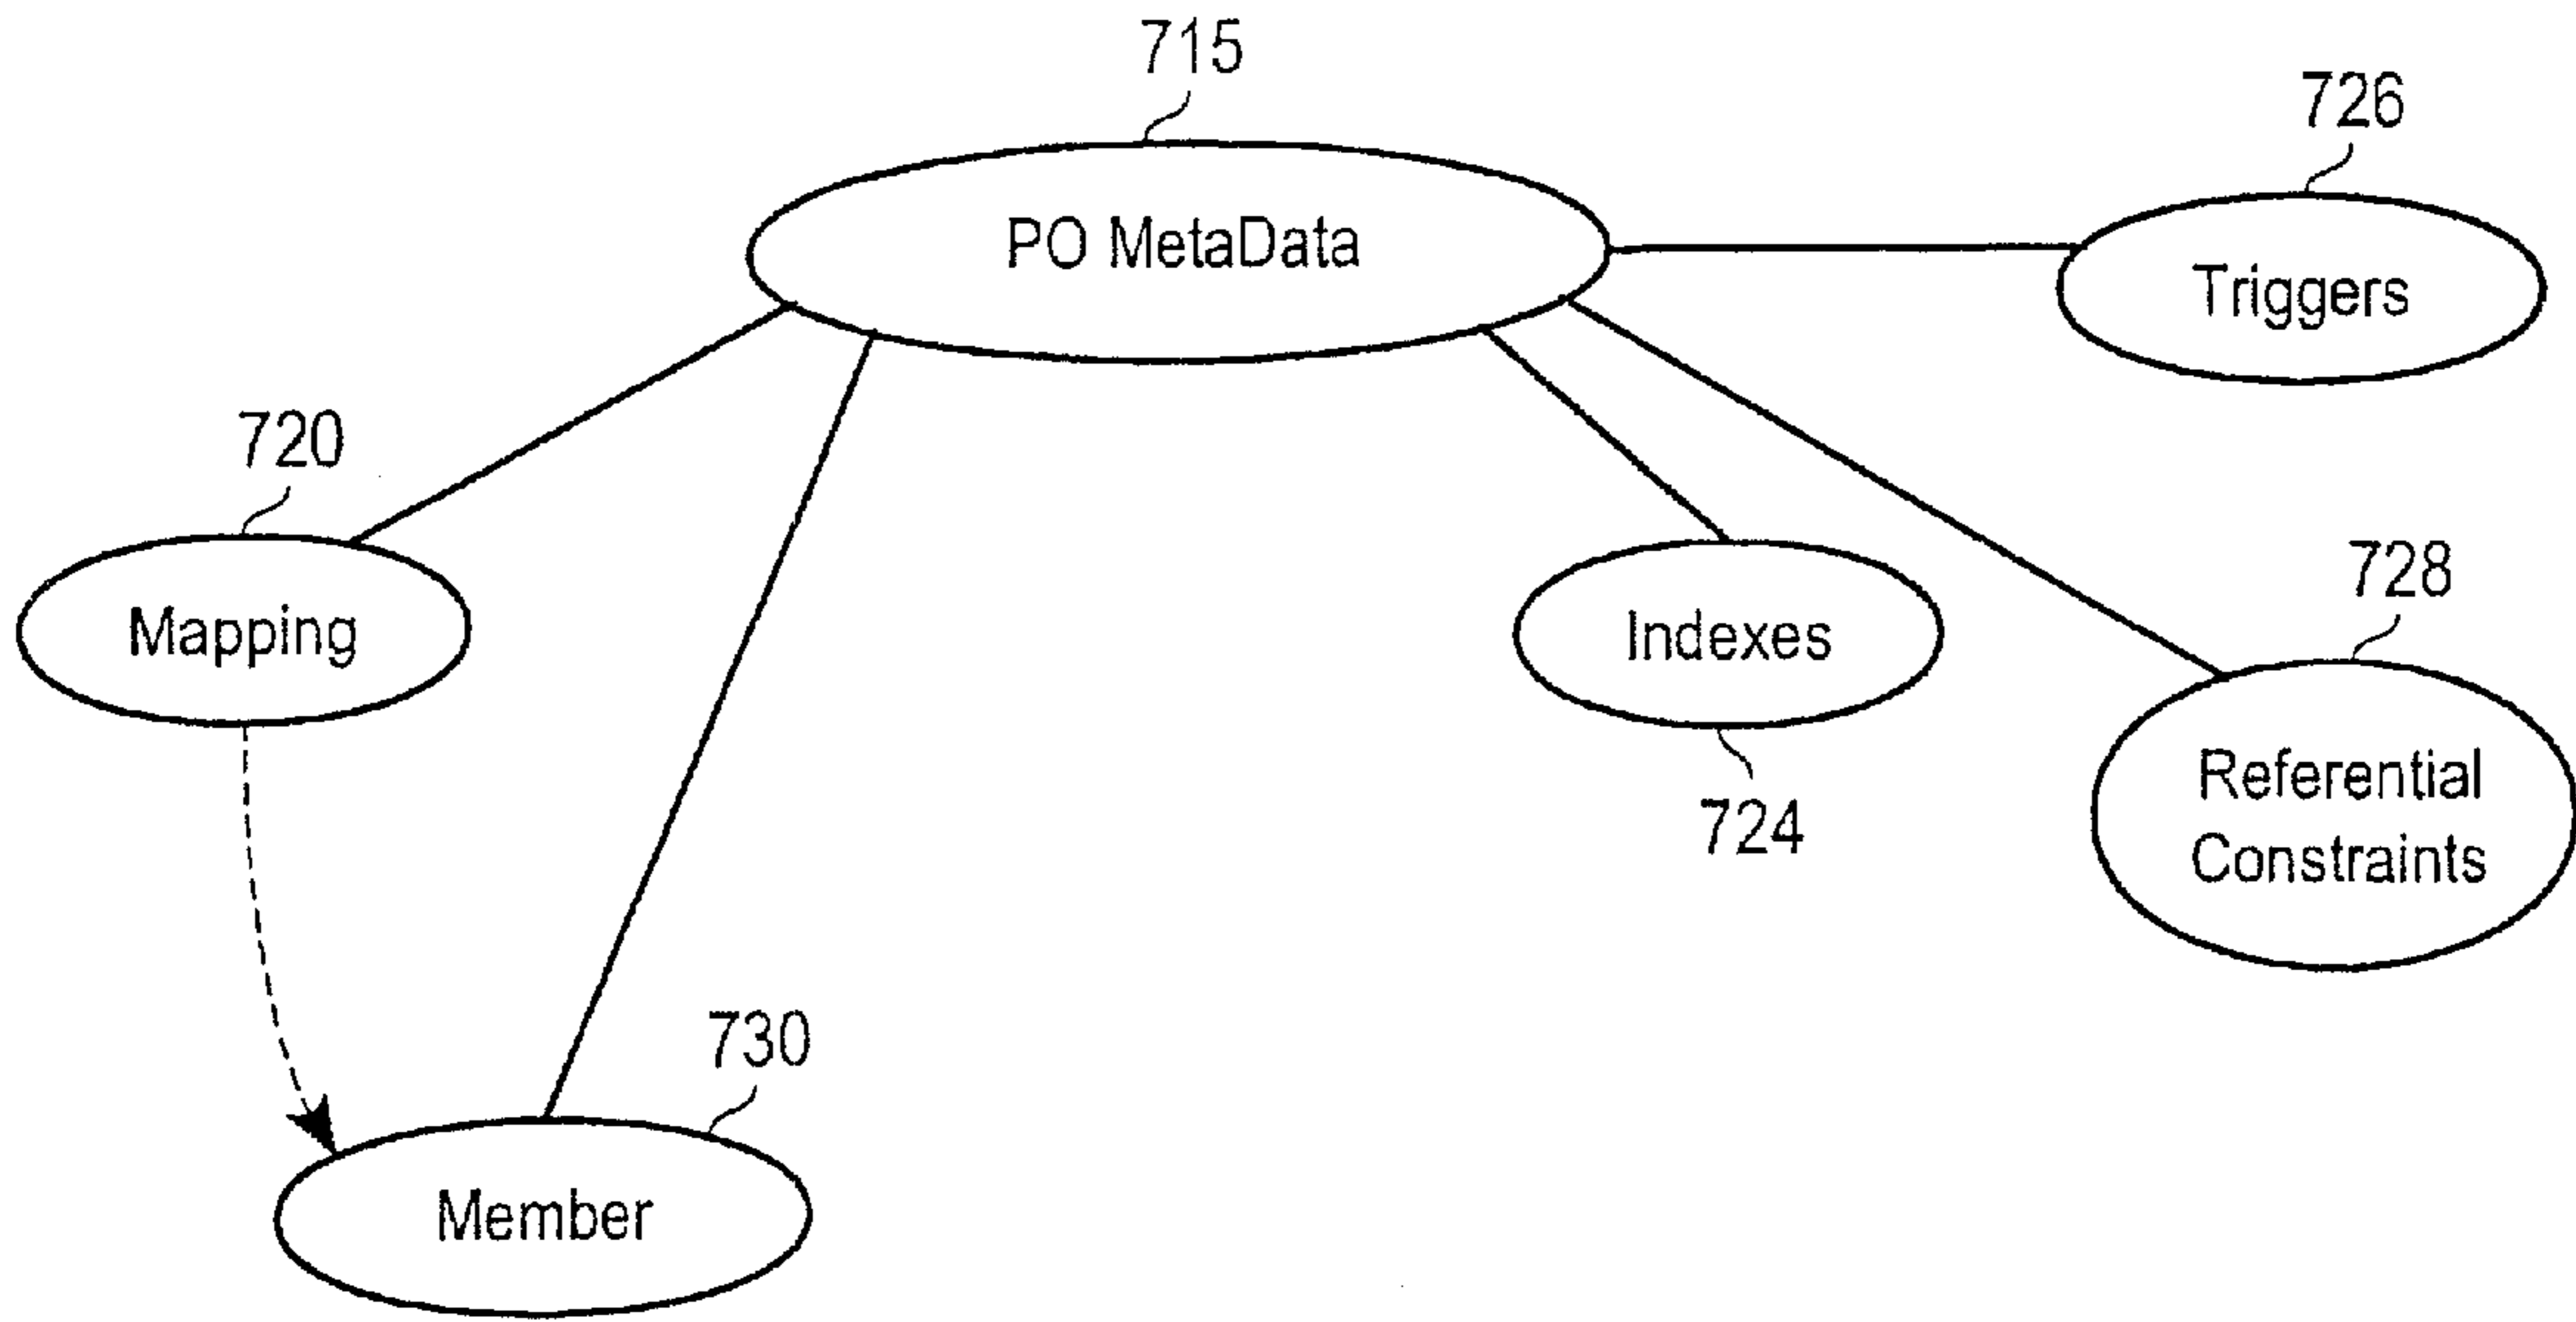 715
PO MetaData
726
Triggers
720
Mapping
Indexes
724
728
Referential
Constraints
730
Member